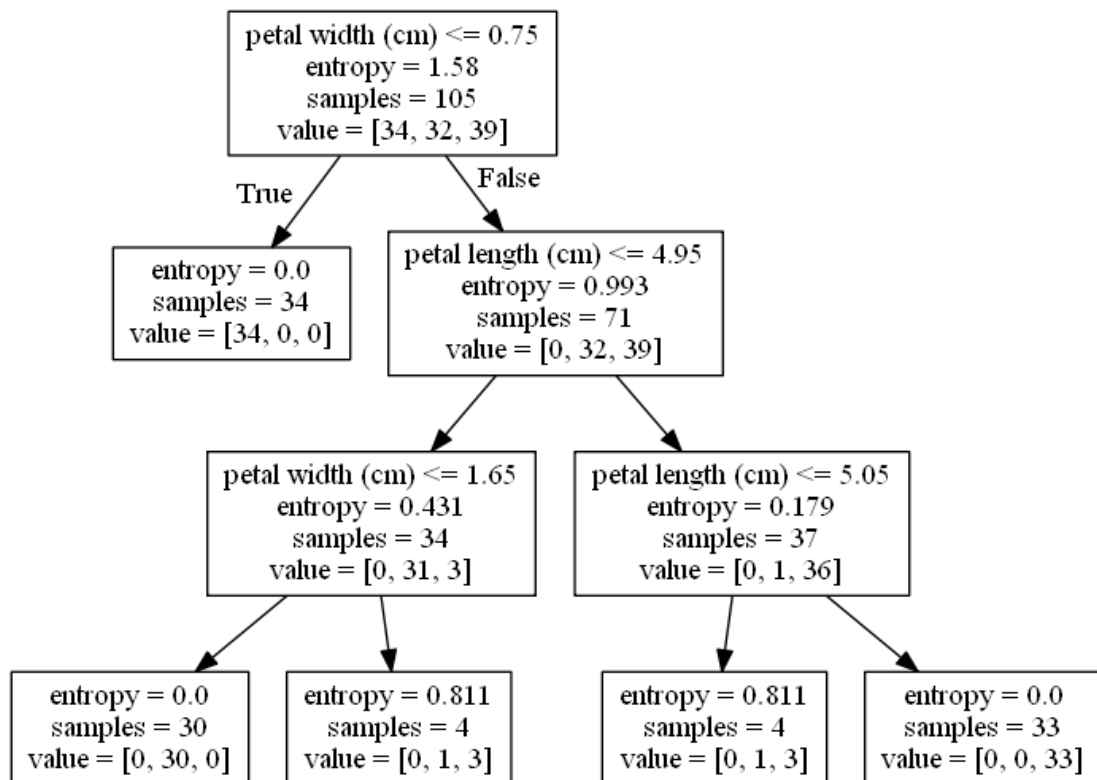 petal width (cm) <= 0.75
entropy = 1.58
samples = 105
value = [34, 32, 39]
True
False
entropy = 0.0
samples = 34
value = [34, 0, 0]
petal length (cm) <= 4.95
entropy = 0.993
samples = 71
value = [0, 32, 39]
petal width (cm) <= 1.65
entropy = 0.431
samples = 34
value = [0, 31, 3]
petal length (cm) <= 5.05
entropy = 0.179
samples = 37
value = [0, 1, 36]
entropy = 0.0
samples = 30
value = [0, 30, 0]
entropy = 0.811
samples = 4
value = [0, 1, 3]
entropy = 0.811
samples = 4
value = [0, 1, 3]
entropy = 0.0
samples = 33
value = [0, 0, 33]